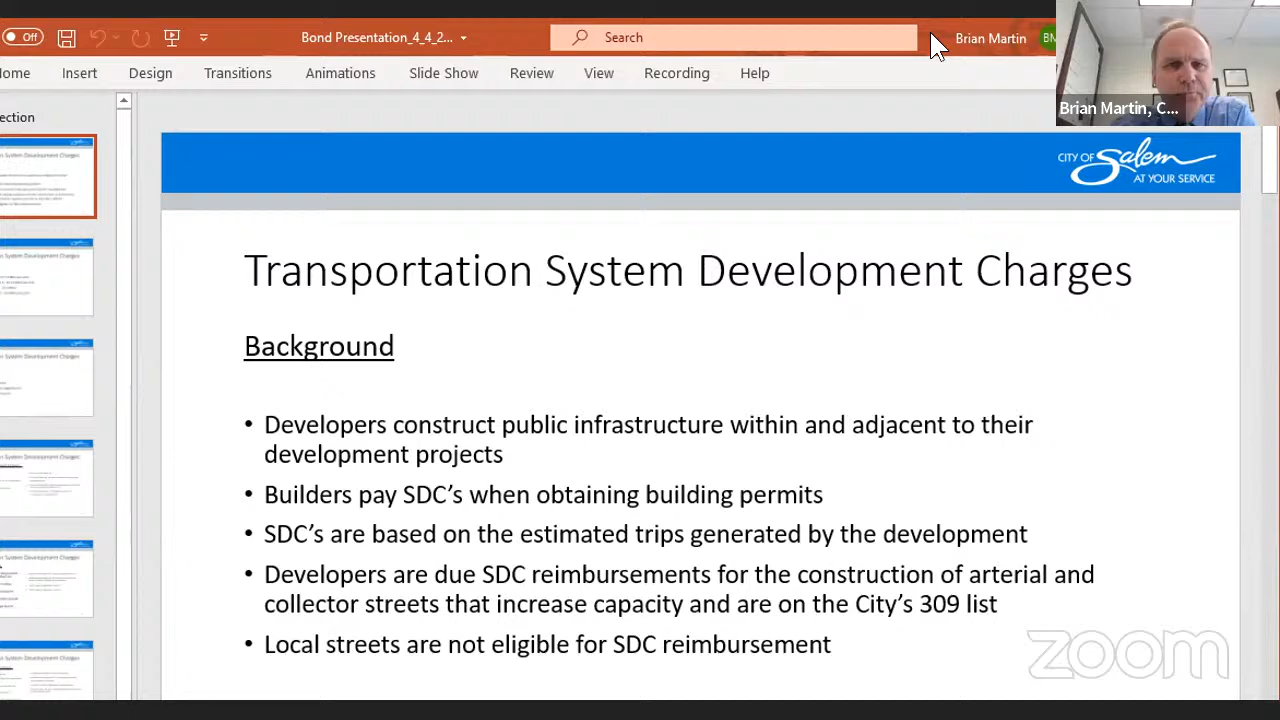 Off
Bond Presentation_4_4_2...
Search
Brian Martin
BM
ome
Insert
Design
Transitions
Animations
Slide Show
Review
View
Recording
Help
Brian Martin, C...
ection
CITY OF Salem
AT YOUR SERVICE
Transportation System Development Charges
Background
• Developers construct public infrastructure within and adjacent to their
development projects
• Builders pay SDC’s when obtaining building permits
• SDC’s are based on the estimated trips generated by the development
• Developers are due SDC reimbursements for the construction of arterial and
collector streets that increase capacity and are on the City’s 309 list
• Local streets are not eligible for SDC reimbursement
zoom